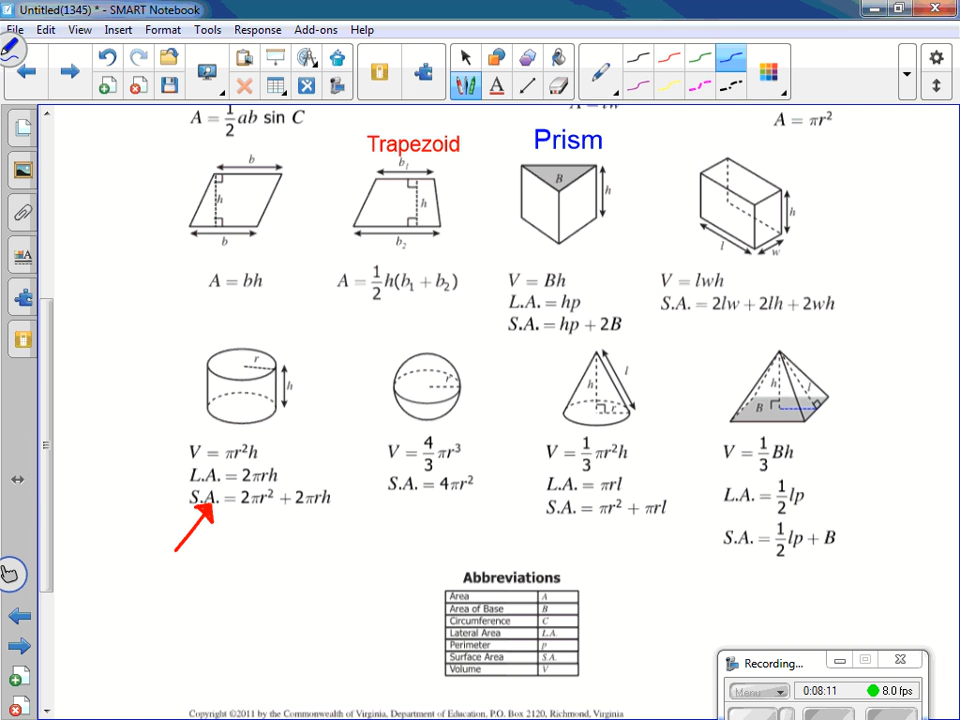 Untitled(1345) * - SMART Notebook
File Edit View Insert Format Tools Response Add-ons Help
A = 1/2 ab sin C
A = πr²
Trapezoid
Prism
b
h
b
b₁
h
b₂
B
h
h
l
w
A = bh
A = 1/2 h(b₁ + b₂)
V = Bh
L.A. = hp
S.A. = hp + 2B
V = lwh
S.A. = 2lw + 2lh + 2wh
r
h
r
h
l
r
h
l
B
V = πr²h
L.A. = 2πrh
S.A. = 2πr² + 2πrh
V = 4/3 πr³
S.A. = 4πr²
V = 1/3 πr²h
L.A. = πrl
S.A. = πr² + πrl
V = 1/3 Bh
L.A. = 1/2 lp
S.A. = 1/2 lp + B
Abbreviations
Area A
Area of Base B
Circumference C
Lateral Area L.A.
Perimeter p
Surface Area S.A.
Volume V
Copyright ©2011 by the Commonwealth of Virginia, Department of Education, P.O. Box 2120, Richmond, Virginia
Recording...
Menu 0:08:11 8.0 fps